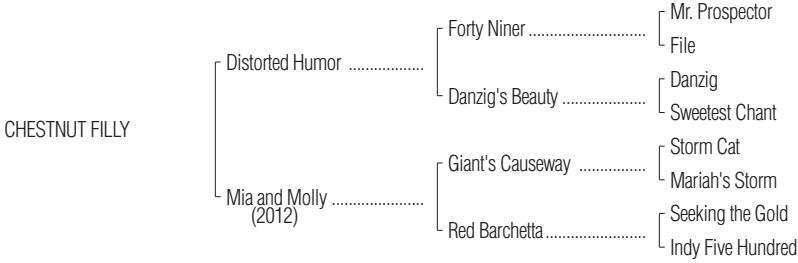 Mr. Prospector
Forty Niner ............................
File
Distorted Humor ..................
Danzig
Danzig's Beauty ....................
Sweetest Chant
CHESTNUT FILLY
Storm Cat
Giant's Causeway ................
Mariah's Storm
Mia and Molly ......................
(2012)
Seeking the Gold
Red Barchetta ........................
Indy Five Hundred